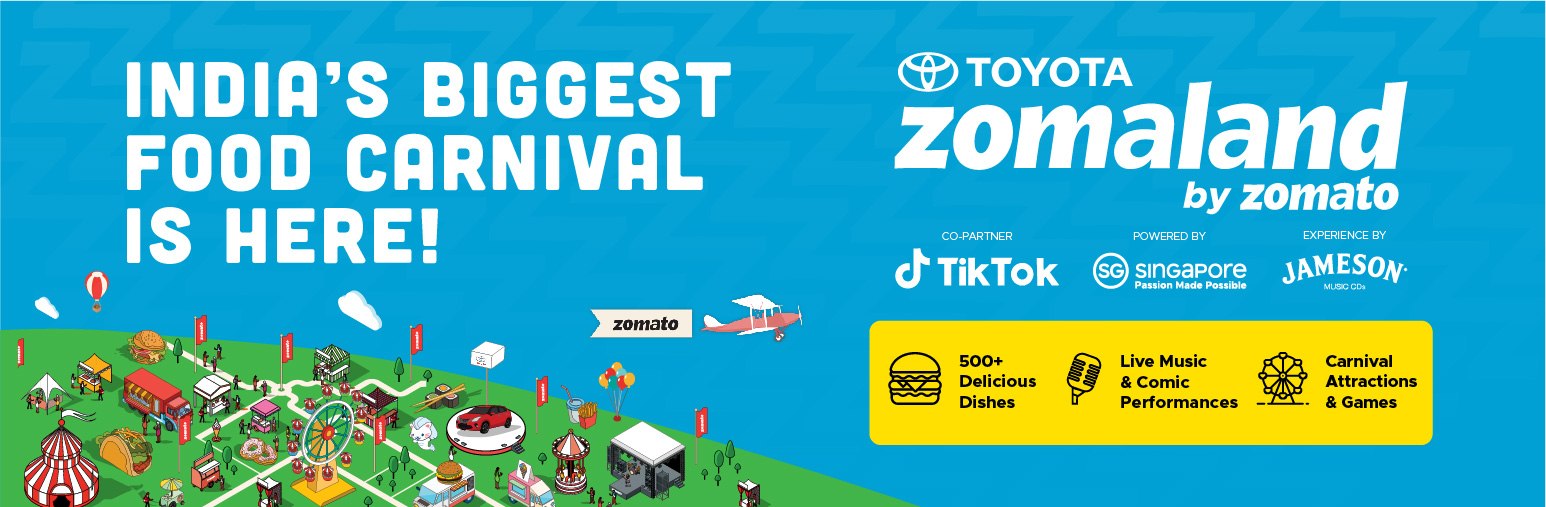 INDIA'S BIGGEST
FOOD CARNIVAL
IS HERE!
TOYOTA
zomaland
by zomato
CO-PARTNER
TikTok
POWERED BY
SG SINGAPORE
Passion Made Possible
EXPERIENCE BY
JAMESON
MUSIC CDs
zomato
500+
Delicious
Dishes
Live Music
& Comic
Performances
Carnival
Attractions
& Games